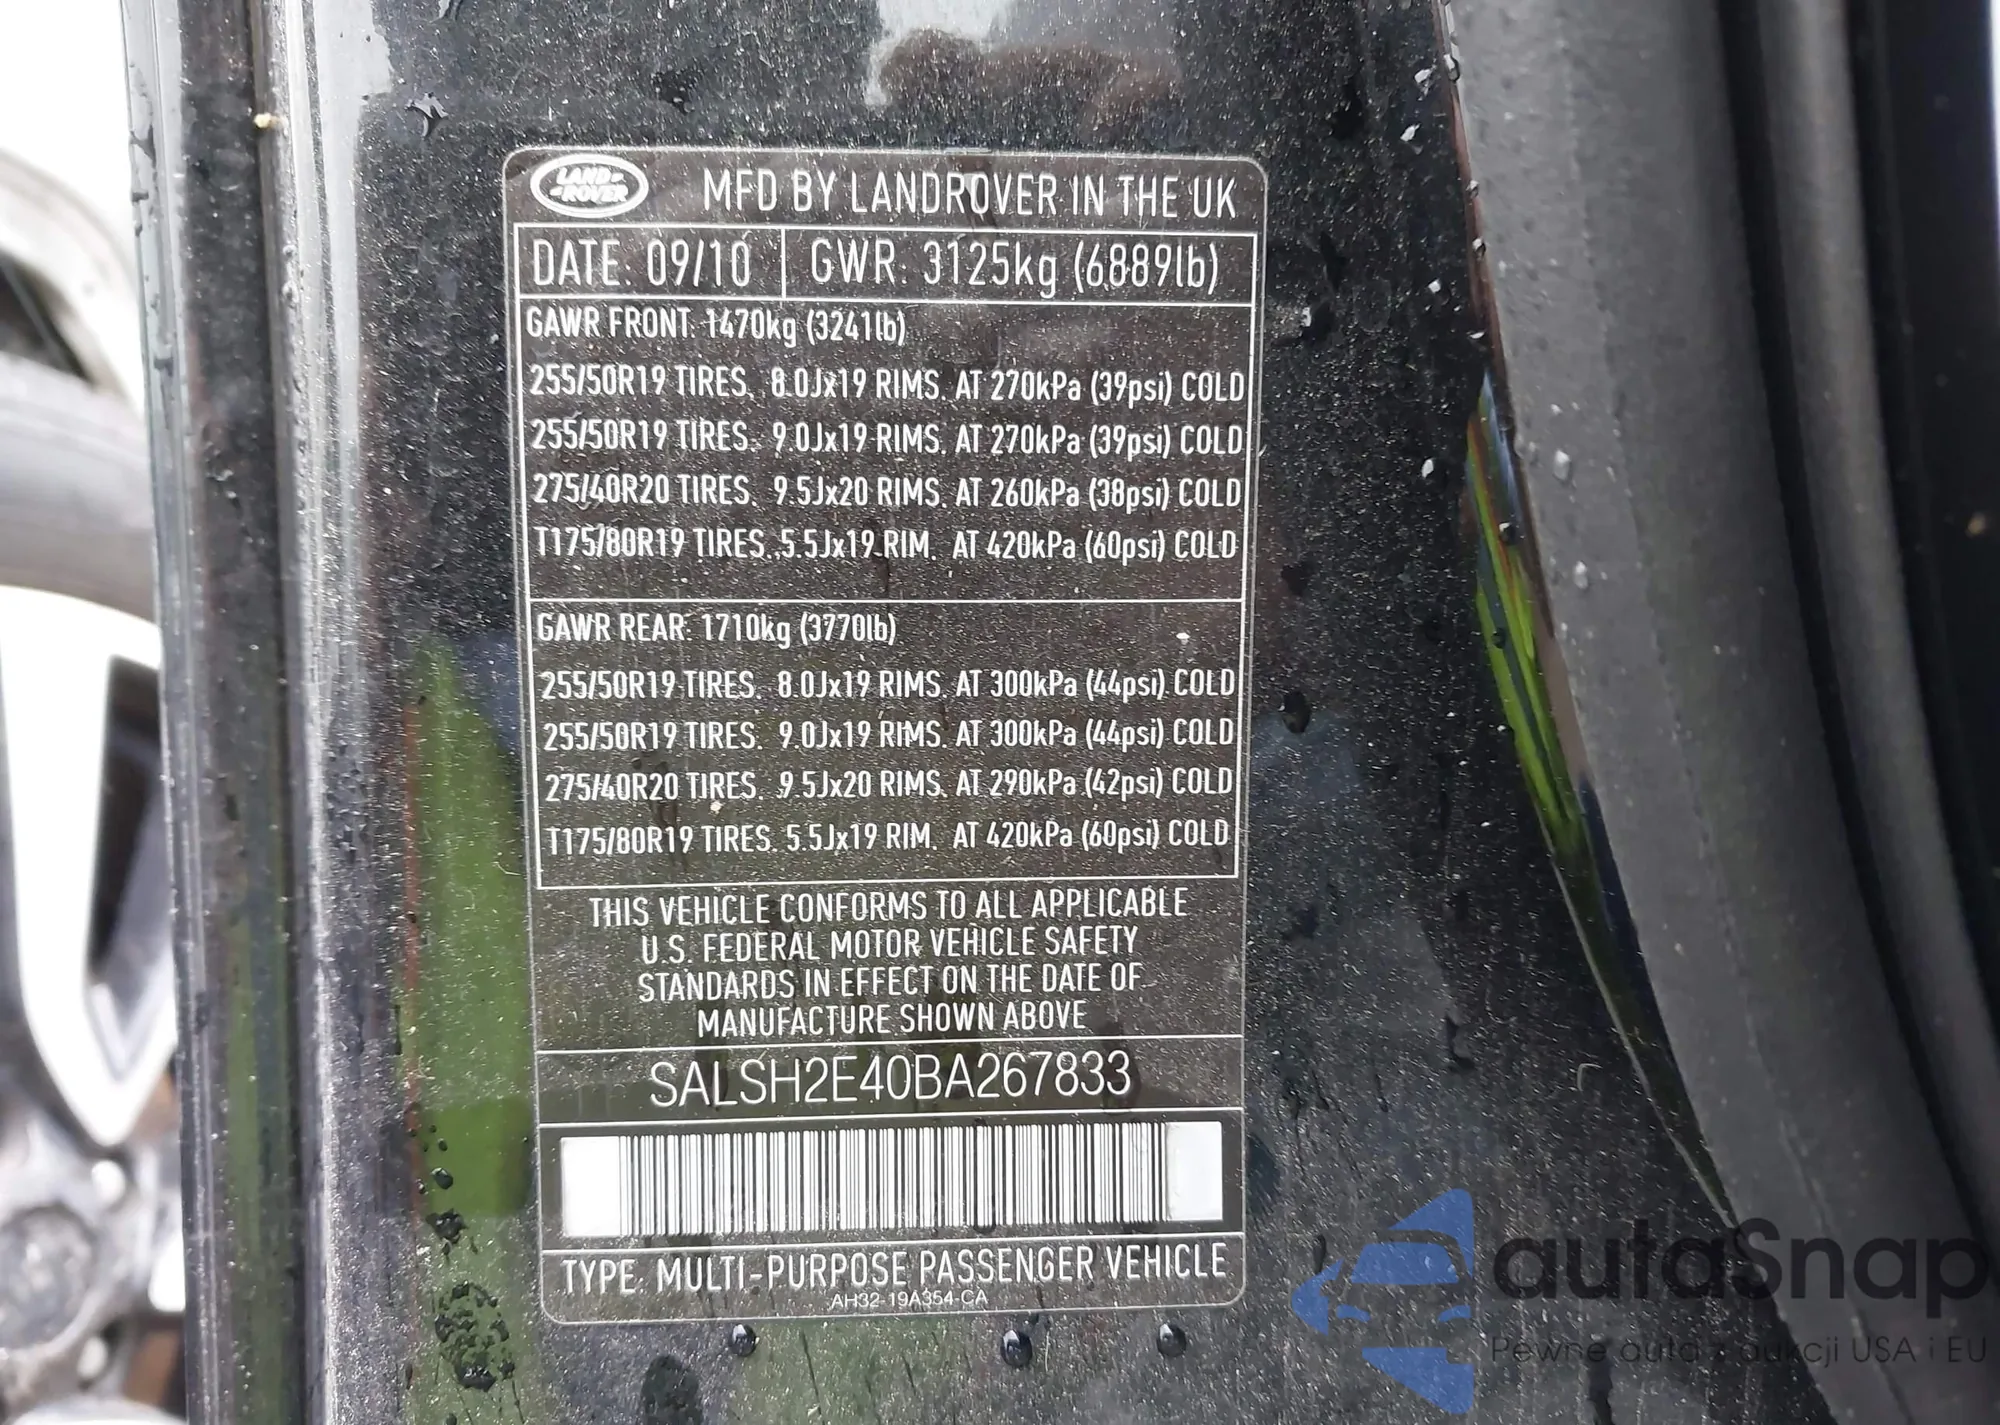 LAND ROVER
MFD BY LANDROVER IN THE UK
DATE: 09/10 GWR: 3125kg (6889lb)
GAWR FRONT: 1470kg (3241lb)
255/50R19 TIRES. 8.0Jx19 RIMS. AT 270kPa (39psi) COLD
255/50R19 TIRES. 9.0Jx19 RIMS. AT 270kPa (39psi) COLD
275/40R20 TIRES. 9.5Jx20 RIMS. AT 260kPa (38psi) COLD
T175/80R19 TIRES. 5.5Jx19 RIM. AT 420kPa (60psi) COLD
GAWR REAR: 1710kg (3770lb)
255/50R19 TIRES. 8.0Jx19 RIMS. AT 300kPa (44psi) COLD
255/50R19 TIRES. 9.0Jx19 RIMS. AT 300kPa (44psi) COLD
275/40R20 TIRES. 9.5Jx20 RIMS. AT 290kPa (42psi) COLD
T175/80R19 TIRES. 5.5Jx19 RIM. AT 420kPa (60psi) COLD
THIS VEHICLE CONFORMS TO ALL APPLICABLE
U.S. FEDERAL MOTOR VEHICLE SAFETY
STANDARDS IN EFFECT ON THE DATE OF
MANUFACTURE SHOWN ABOVE
SALSH2E40BA267833
TYPE: MULTI-PURPOSE PASSENGER VEHICLE
AH32-19A354-CA
autaSnap
Pewne auta z aukcji USA i EU